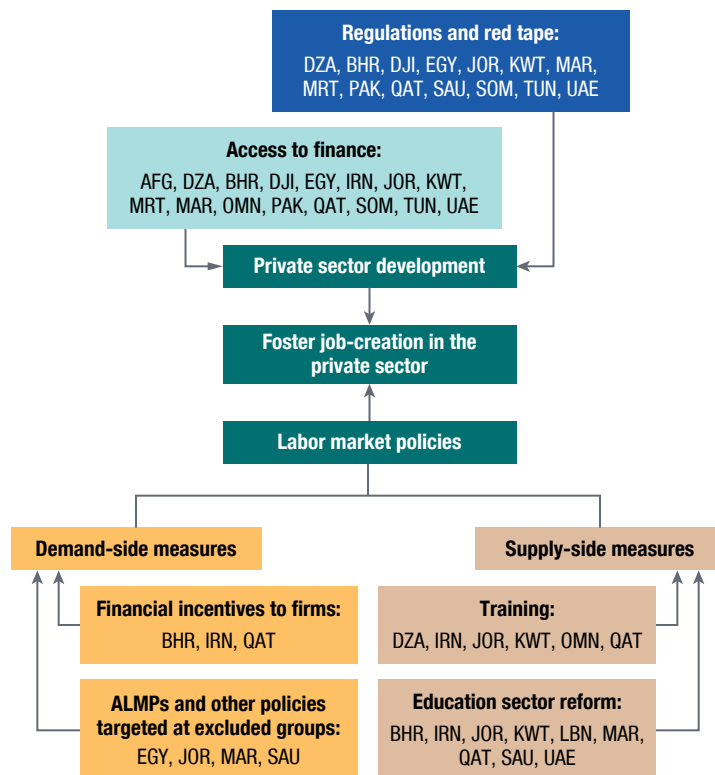 Regulations and red tape:
DZA, BHR, DJI, EGY, JOR, KWT, MAR,
MRT, PAK, QAT, SAU, SOM, TUN, UAE
Access to finance:
AFG, DZA, BHR, DJI, EGY, IRN, JOR, KWT,
MRT, MAR, OMN, PAK, QAT, SOM, TUN, UAE
Private sector development
Foster job-creation in the
private sector
Labor market policies
Demand-side measures
Supply-side measures
Financial incentives to firms:
BHR, IRN, QAT
Training:
DZA, IRN, JOR, KWT, OMN, QAT
ALMPs and other policies
targeted at excluded groups:
EGY, JOR, MAR, SAU
Education sector reform:
BHR, IRN, JOR, KWT, LBN, MAR,
QAT, SAU, UAE